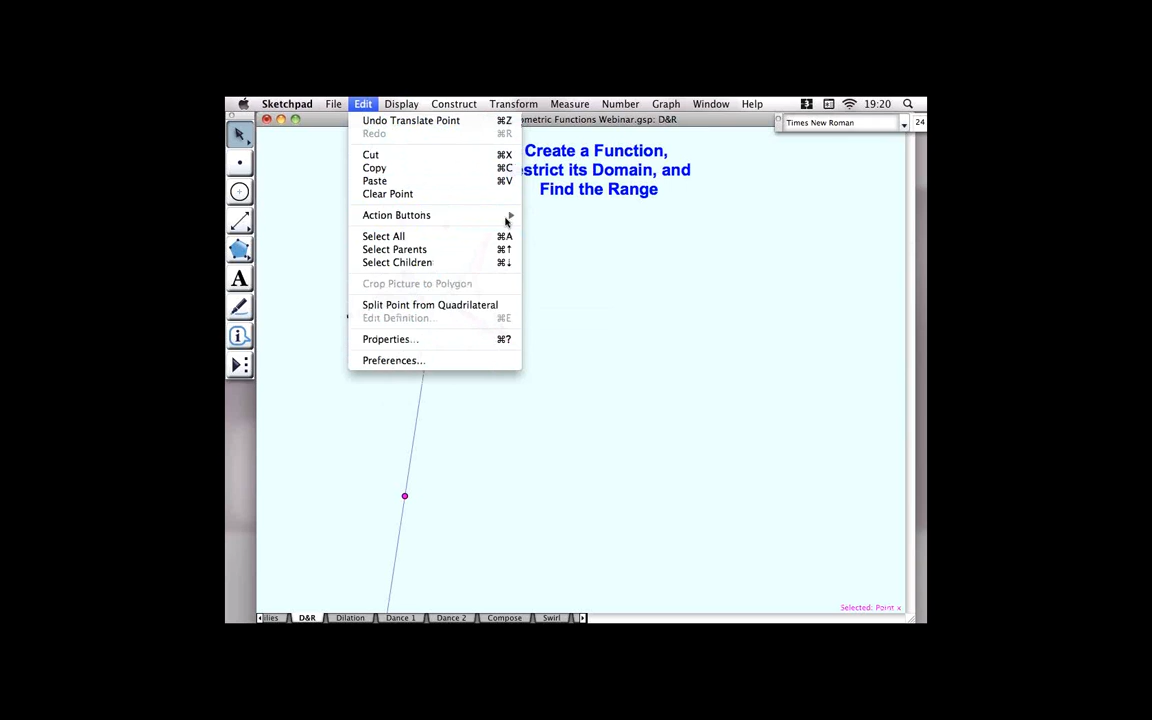 Sketchpad File Edit Display Construct Transform Measure Number Graph Window Help 19:20
ometric Functions Webinar.gsp: D&R
Times New Roman 24
Undo Translate Point ⌘Z
Redo ⌘R
Cut ⌘X
Copy ⌘C
Paste ⌘V
Clear Point
Action Buttons
Select All ⌘A
Select Parents ⌘↑
Select Children ⌘↓
Crop Picture to Polygon
Split Point from Quadrilateral
Edit Definition... ⌘E
Properties... ⌘?
Preferences...
Create a Function,
estrict its Domain, and
Find the Range
A
Selected: Point x
ilies D&R Dilation Dance 1 Dance 2 Compose Swirl